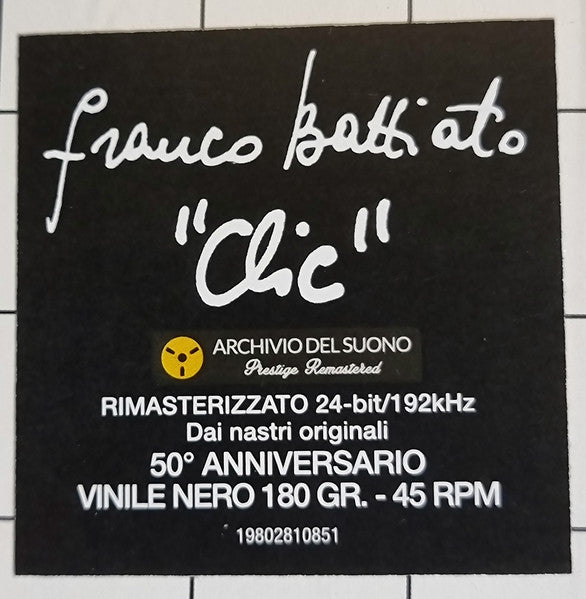 franco battiato
"Clic"
ARCHIVIO DEL SUONO
Prestige Remastered
RIMASTERIZZATO 24-bit/192kHz
Dai nastri originali
50° ANNIVERSARIO
VINILE NERO 180 GR. - 45 RPM
19802810851